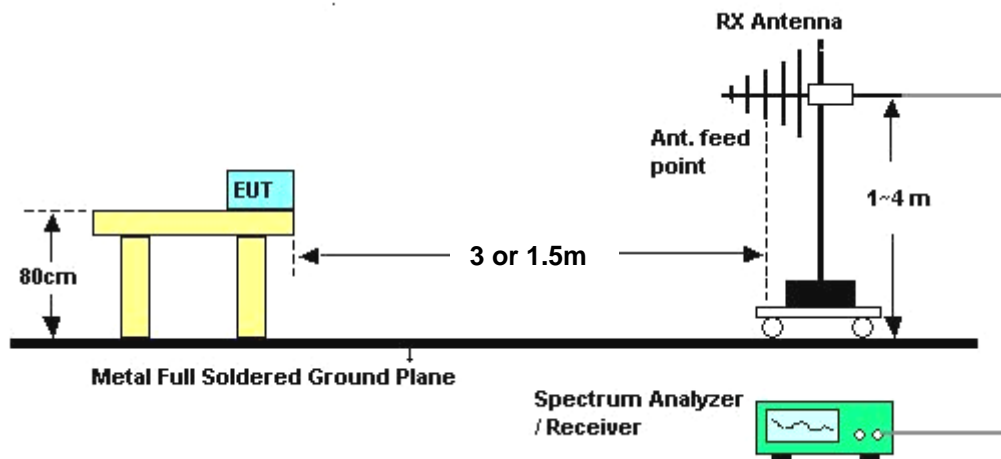 RX Antenna
Ant. feed
point
EUT
1~4 m
3 or 1.5m
80cm
Metal Full Soldered Ground Plane
Spectrum Analyzer
/ Receiver